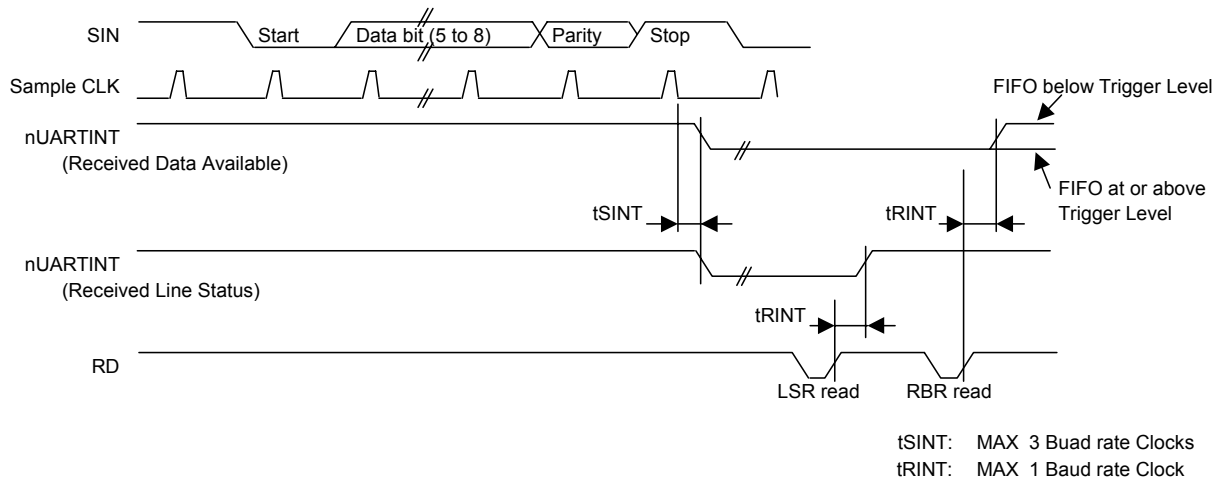 SIN
Start
Data bit (5 to 8)
Parity
Stop
Sample CLK
FIFO below Trigger Level
nUARTINT
(Received Data Available)
FIFO at or above
Trigger Level
tSINT
tRINT
nUARTINT
(Received Line Status)
tRINT
RD
LSR read
RBR read
tSINT: MAX 3 Buad rate Clocks
tRINT: MAX 1 Baud rate Clock